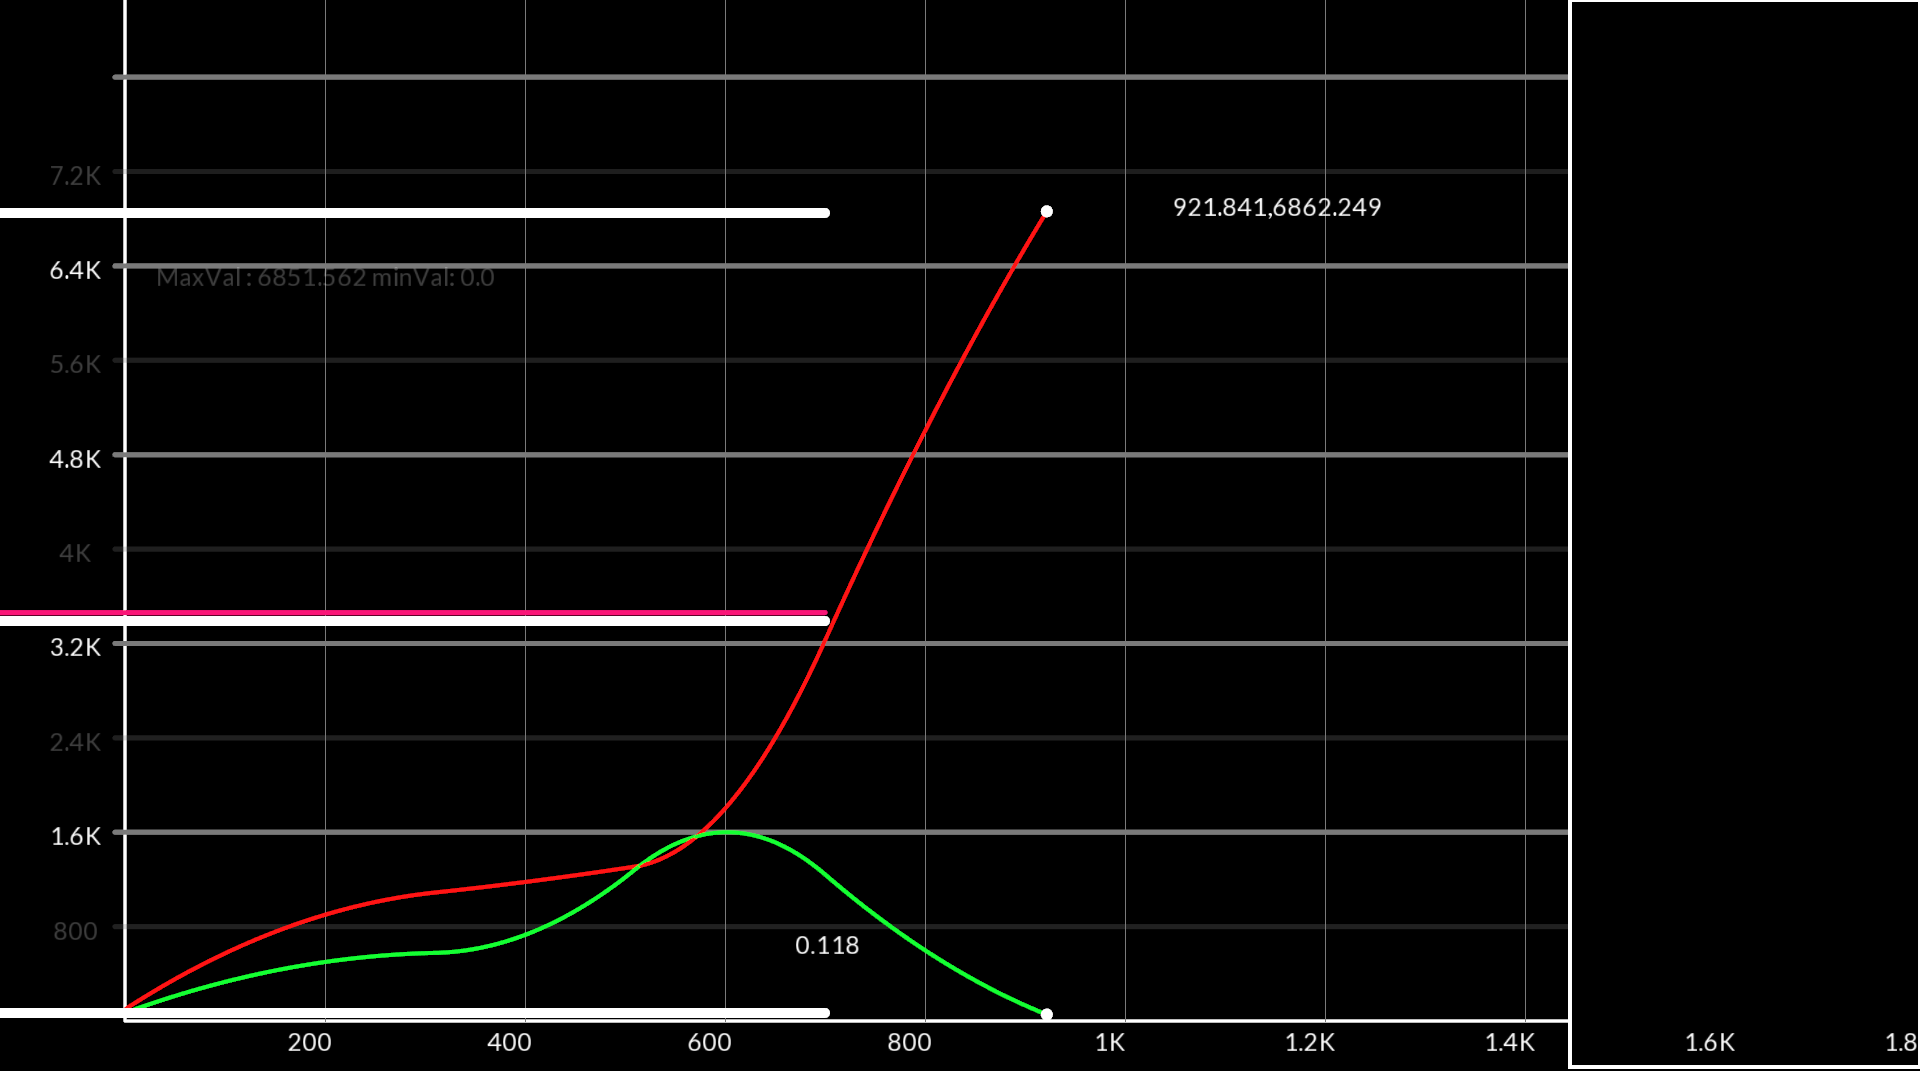 7.2K
921.841,6862.249
6.4K
MaxVal : 6851.562 minVal: 0.0
5.6K
4.8K
4K
3.2K
2.4K
1.6K
800
0.118
200 400 600 800 1K 1.2K 1.4K 1.6K 1.8